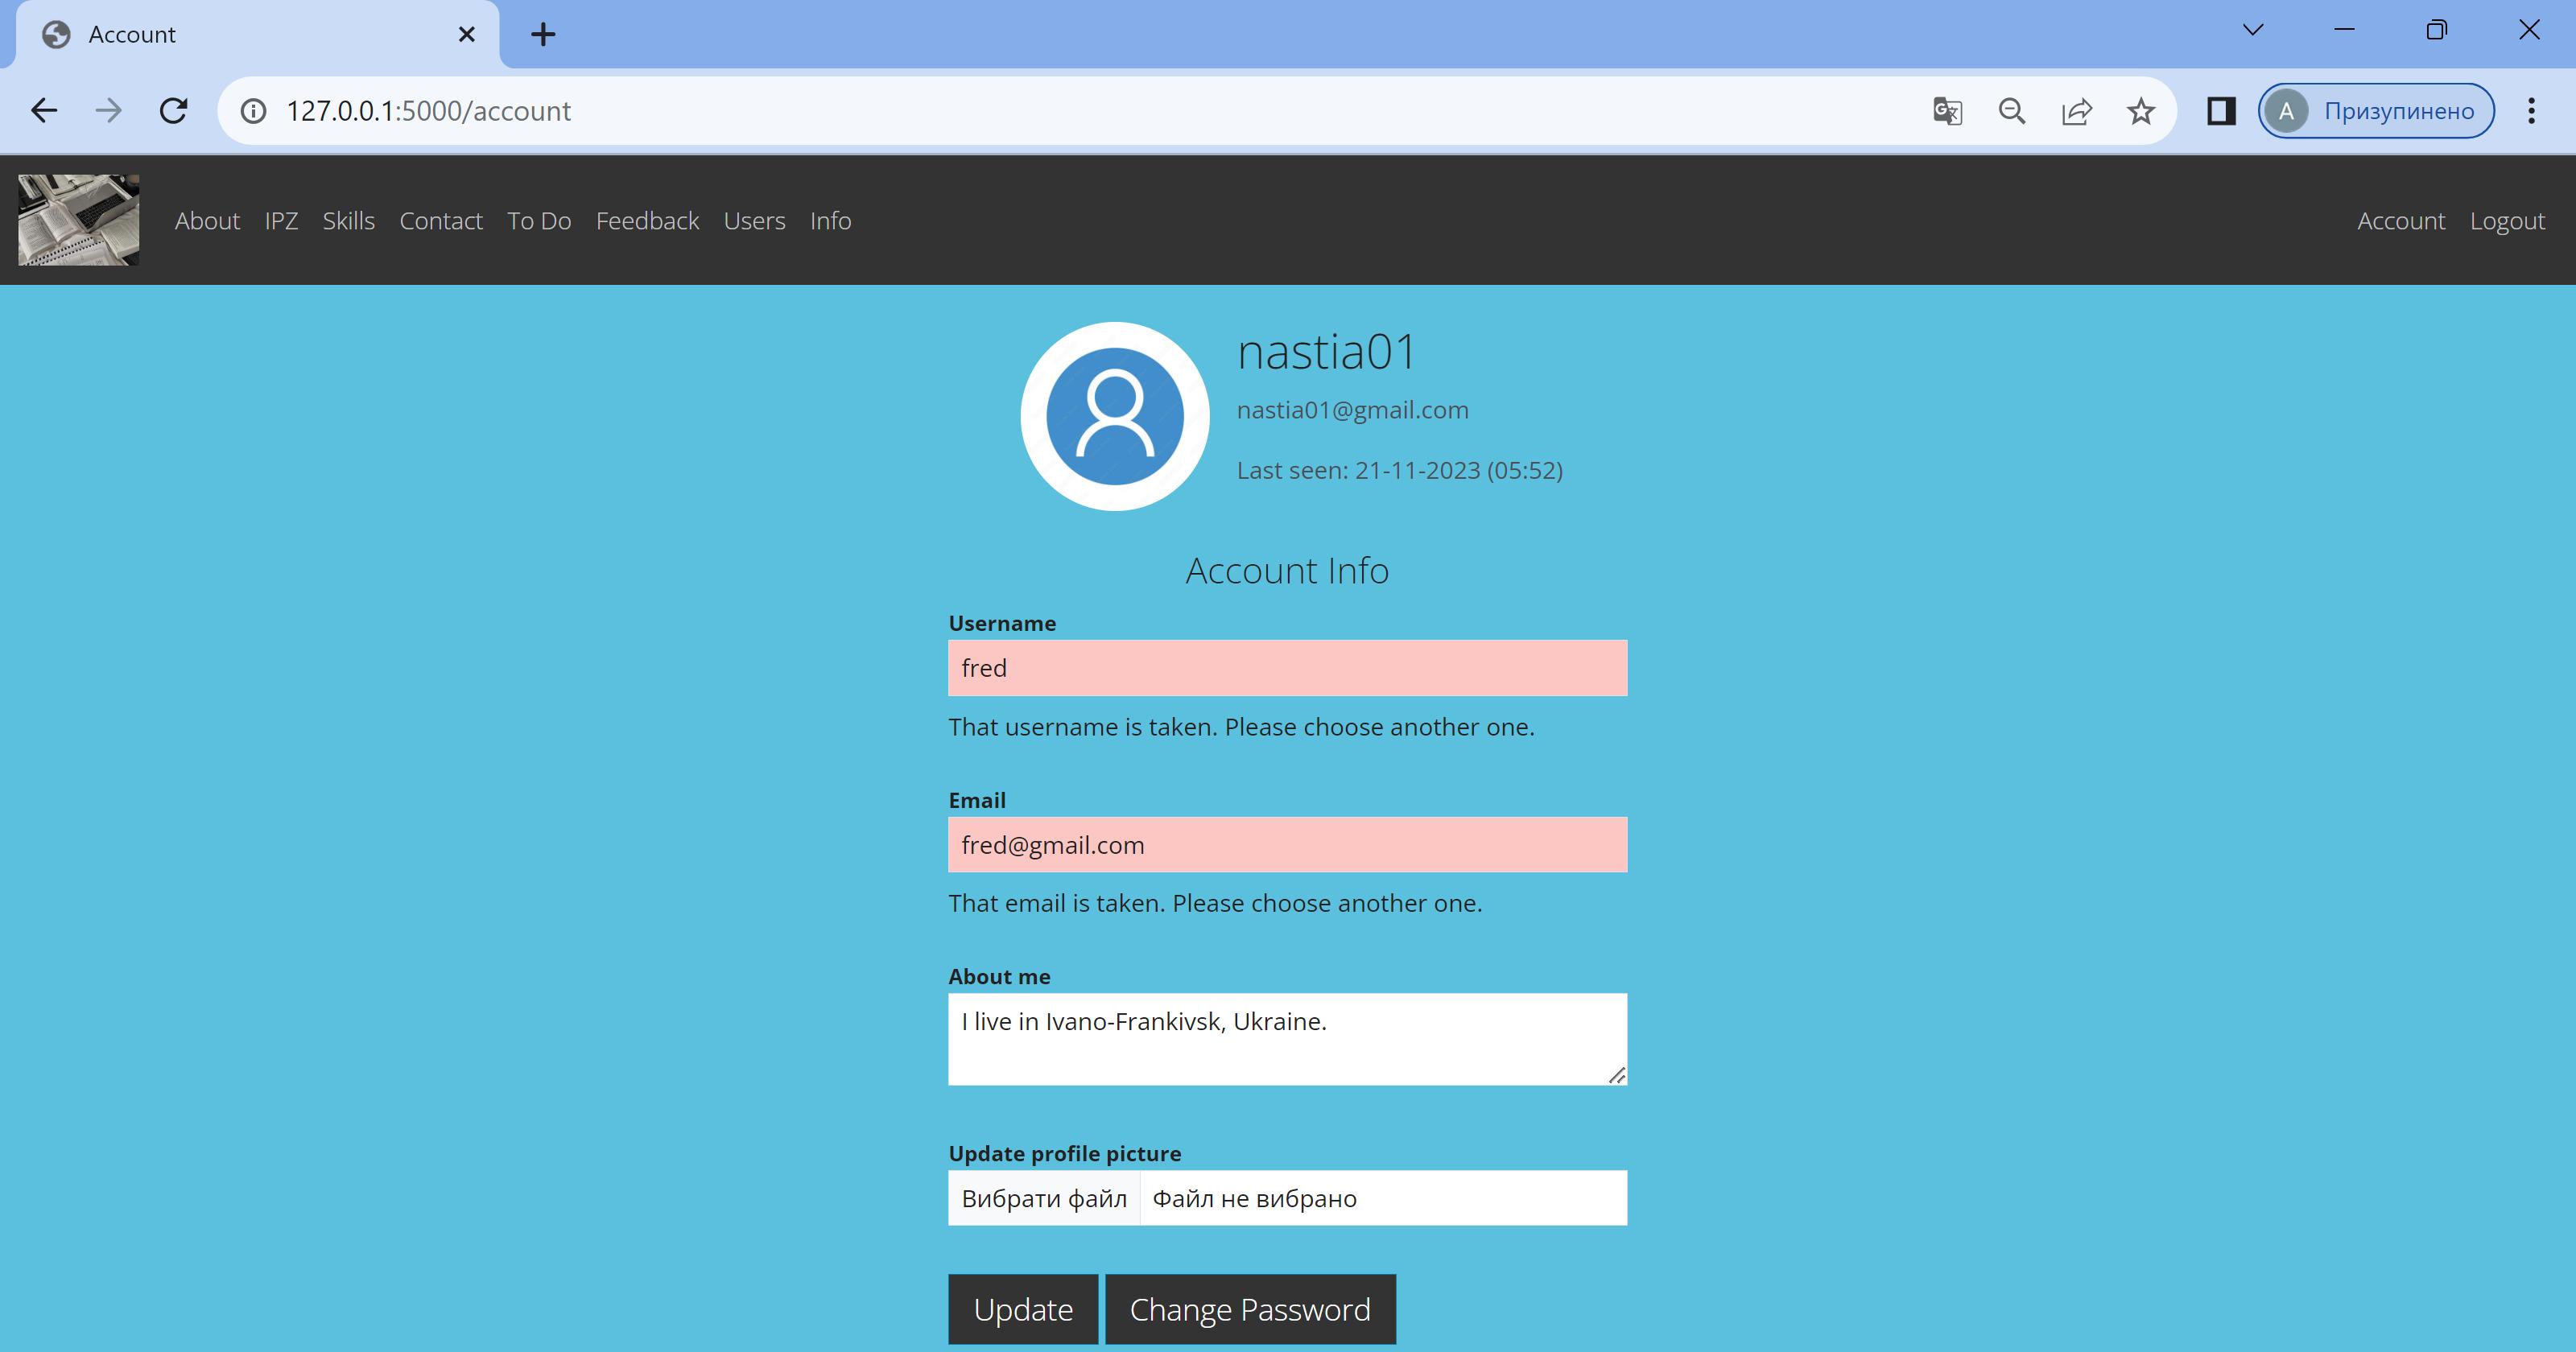 Account
127.0.0.1:5000/account
A Призупинено
About IPZ Skills Contact To Do Feedback Users Info Account Logout
nastia01
nastia01@gmail.com
Last seen: 21-11-2023 (05:52)
Account Info
Username
fred
That username is taken. Please choose another one.
Email
fred@gmail.com
That email is taken. Please choose another one.
About me
I live in Ivano-Frankivsk, Ukraine.
Update profile picture
Вибрати файл Файл не вибрано
Update Change Password